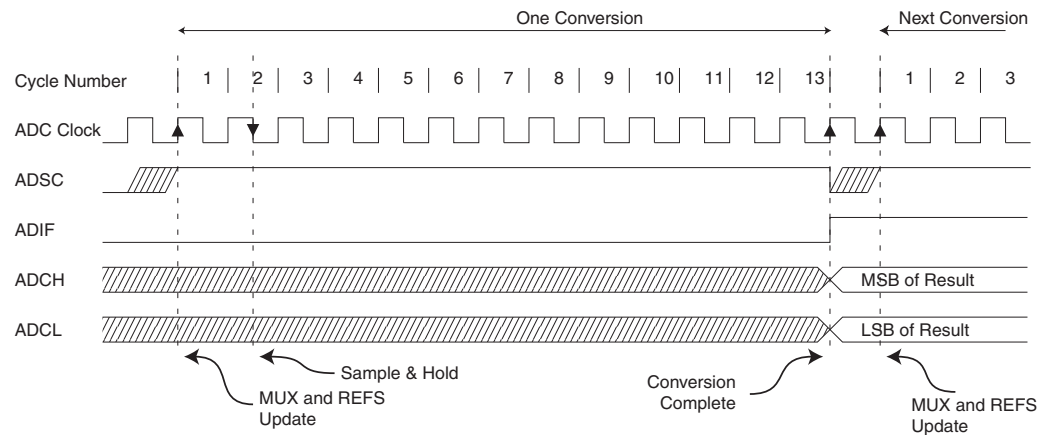 One Conversion
Next Conversion
Cycle Number 1 2 3 4 5 6 7 8 9 10 11 12 13 1 2 3
ADC Clock
ADSC
ADIF
ADCH MSB of Result
ADCL LSB of Result
Sample & Hold
MUX and REFS
Update
Conversion
Complete
MUX and REFS
Update